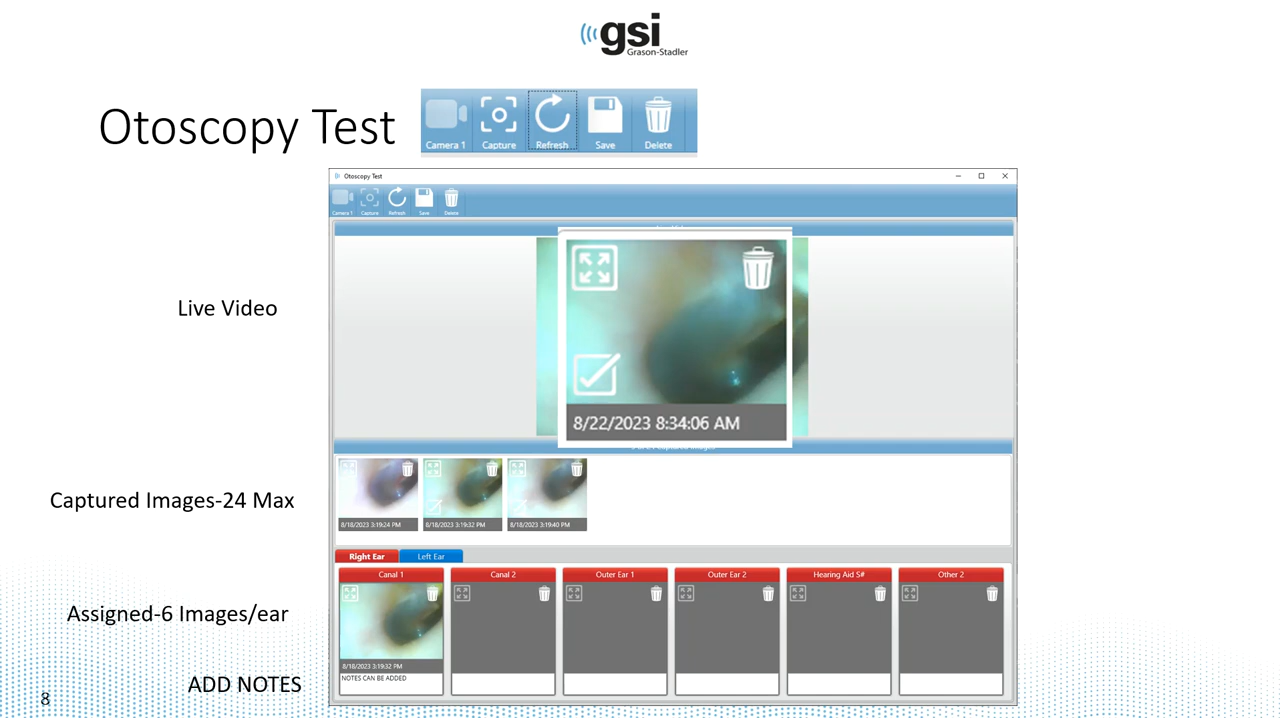 gsi
Grason-Stadler
Otoscopy Test
Camera 1 Capture Refresh Save Delete
Otoscopy Test
Camera 1 Capture Refresh Save Delete
Live Video
8/22/2023 8:34:06 AM
Captured Images-24 Max
8/18/2023 3:19:24 PM 8/18/2023 3:19:32 PM 8/18/2023 3:19:40 PM
Right Ear Left Ear
Canal 1 Canal 2 Outer Ear 1 Outer Ear 2 Hearing Aid S# Other 2
Assigned-6 Images/ear
8/18/2023 3:19:32 PM
NOTES CAN BE ADDED
ADD NOTES
8